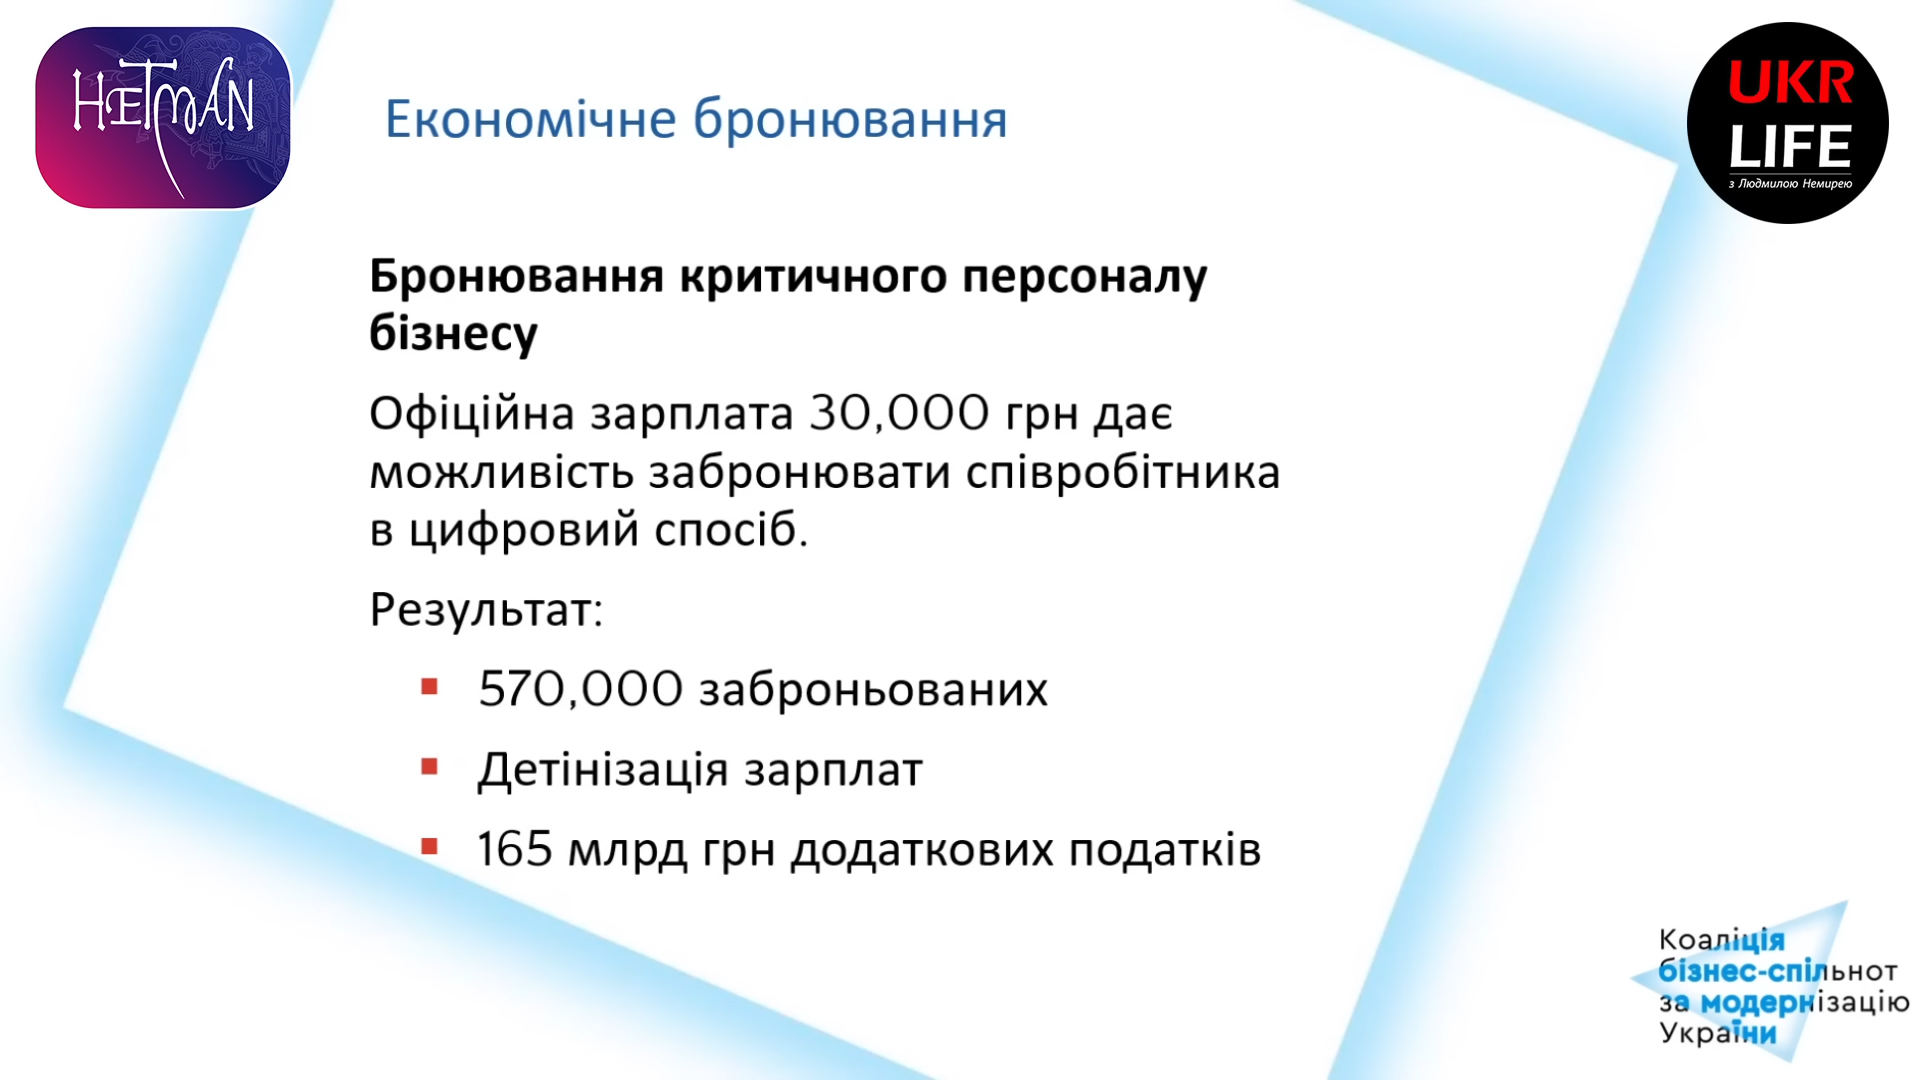 HETMAN
UKR
LIFE
з Людмилою Немирею
Економічне бронювання
Бронювання критичного персоналу
бізнесу
Офіційна зарплата 30,000 грн дає
можливість забронювати співробітника
в цифровий спосіб.
Результат:
▪ 570,000 заброньованих
▪ Детінізація зарплат
▪ 165 млрд грн додаткових податків
Коаліція
бізнес-спільнот
за модернізацію
України